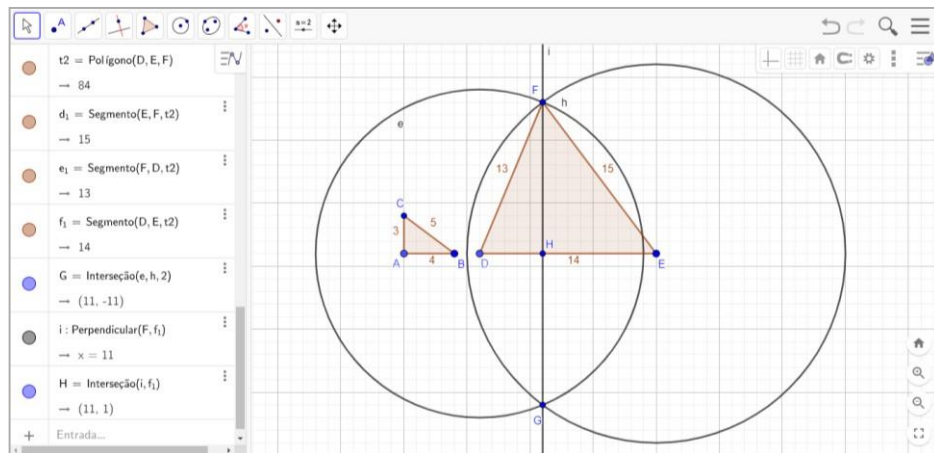 A
a=2
t2 = Polígono(D, E, F)
→ 84
d₁ = Segmento(E, F, t2)
→ 15
e₁ = Segmento(F, D, t2)
→ 13
f₁ = Segmento(D, E, t2)
→ 14
G = Interseção(e, h, 2)
→ (11, -11)
i : Perpendicular(F, f₁)
→ x = 11
H = Interseção(i, f₁)
→ (11, 1)
Entrada...
i
F
h
e
13
15
C
3
5
A
4
B
D
H
14
E
G